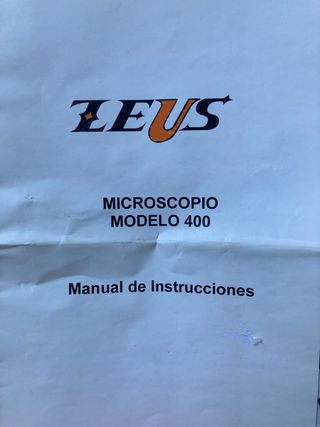 ZEUS
MICROSCOPIO
MODELO 400
Manual de Instrucciones